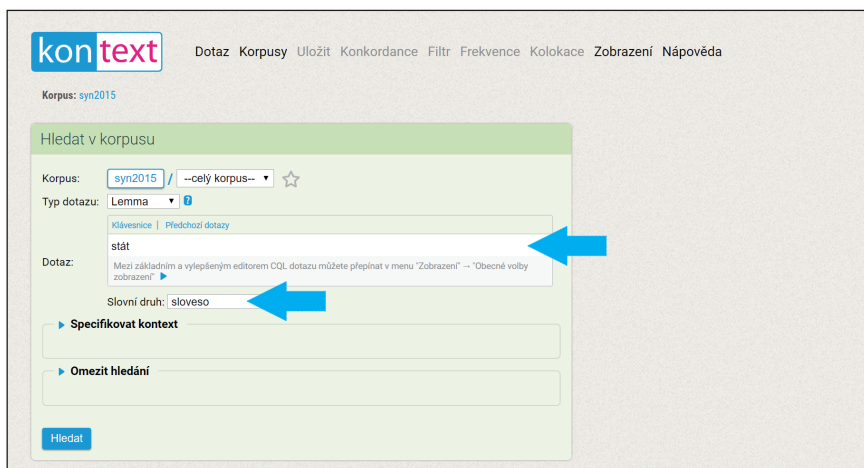 kontext
Dotaz Korpusy Uložit Konkordance Filtr Frekvence Kolokace Zobrazení Nápověda
Korpus: syn2015
Hledat v korpusu
Korpus: syn2015 / --celý korpus--
Typ dotazu: Lemma ?
Klávesnice | Předchozí dotazy
stát
Dotaz:
Mezi základním a vylepšeným editorem CQL dotazu můžete přepínat v menu "Zobrazení" → "Obecné volby
zobrazení"
Slovní druh: sloveso
Specifikovat kontext
Omezit hledání
Hledat